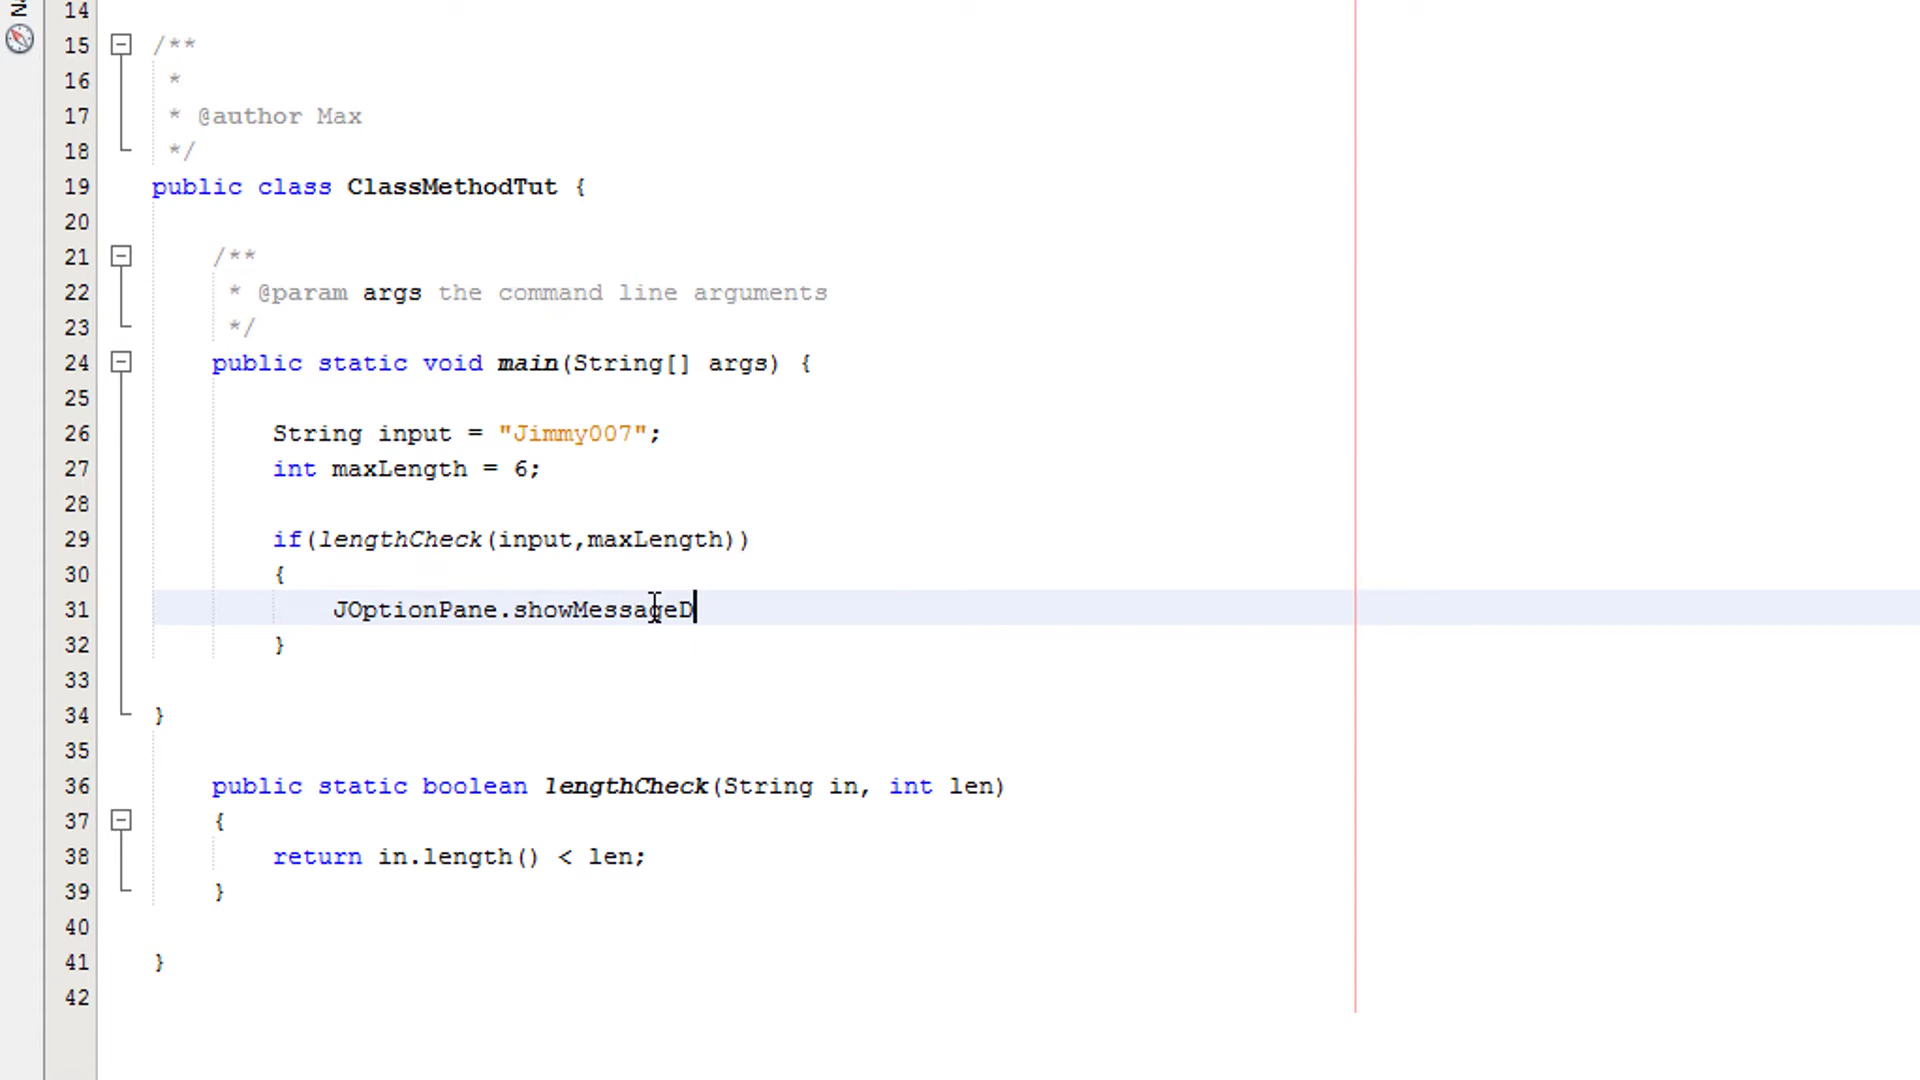 N
14
15 /**
16 *
17 * @author Max
18 */
19 public class ClassMethodTut {
20
21 /**
22 * @param args the command line arguments
23 */
24 public static void main(String[] args) {
25
26 String input = "Jimmy007";
27 int maxLength = 6;
28
29 if(lengthCheck(input,maxLength))
30 {
31 JOptionPane.showMessageD
32 }
33
34 }
35
36 public static boolean lengthCheck(String in, int len)
37 {
38 return in.length() < len;
39 }
40
41 }
42